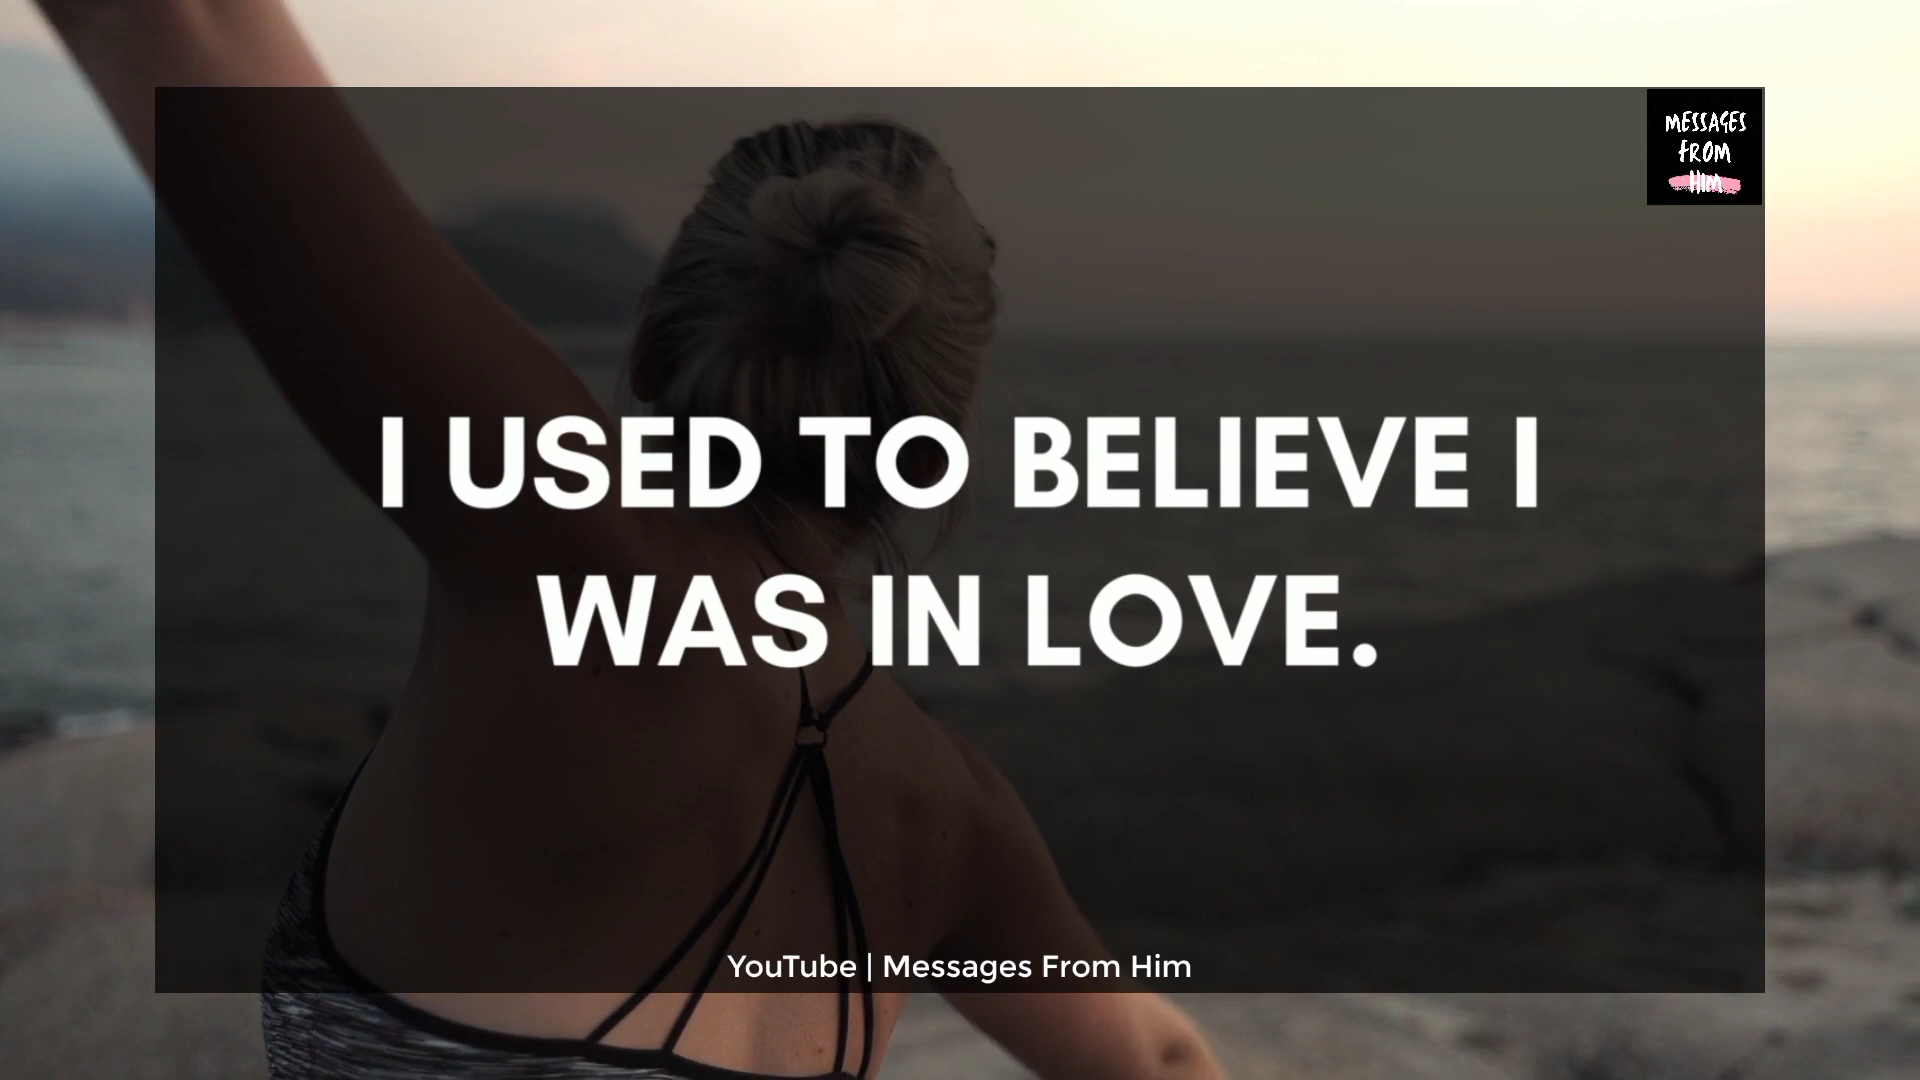 MESSAGES
FROM
HIM
I USED TO BELIEVE I
WAS IN LOVE.
YouTube | Messages From Him